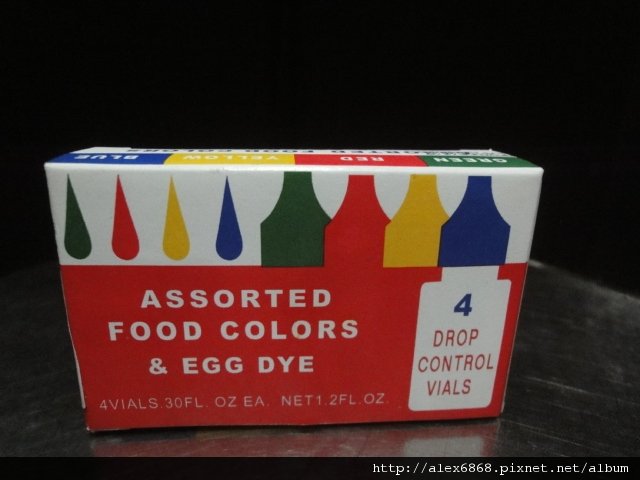 BLUE YELLOW RED GREEN
ASSORTED
FOOD COLORS
& EGG DYE
4VIALS.30FL. OZ EA. NET1.2FL.OZ.
4
DROP
CONTROL
VIALS
http://alex6868.pixnet.net/album